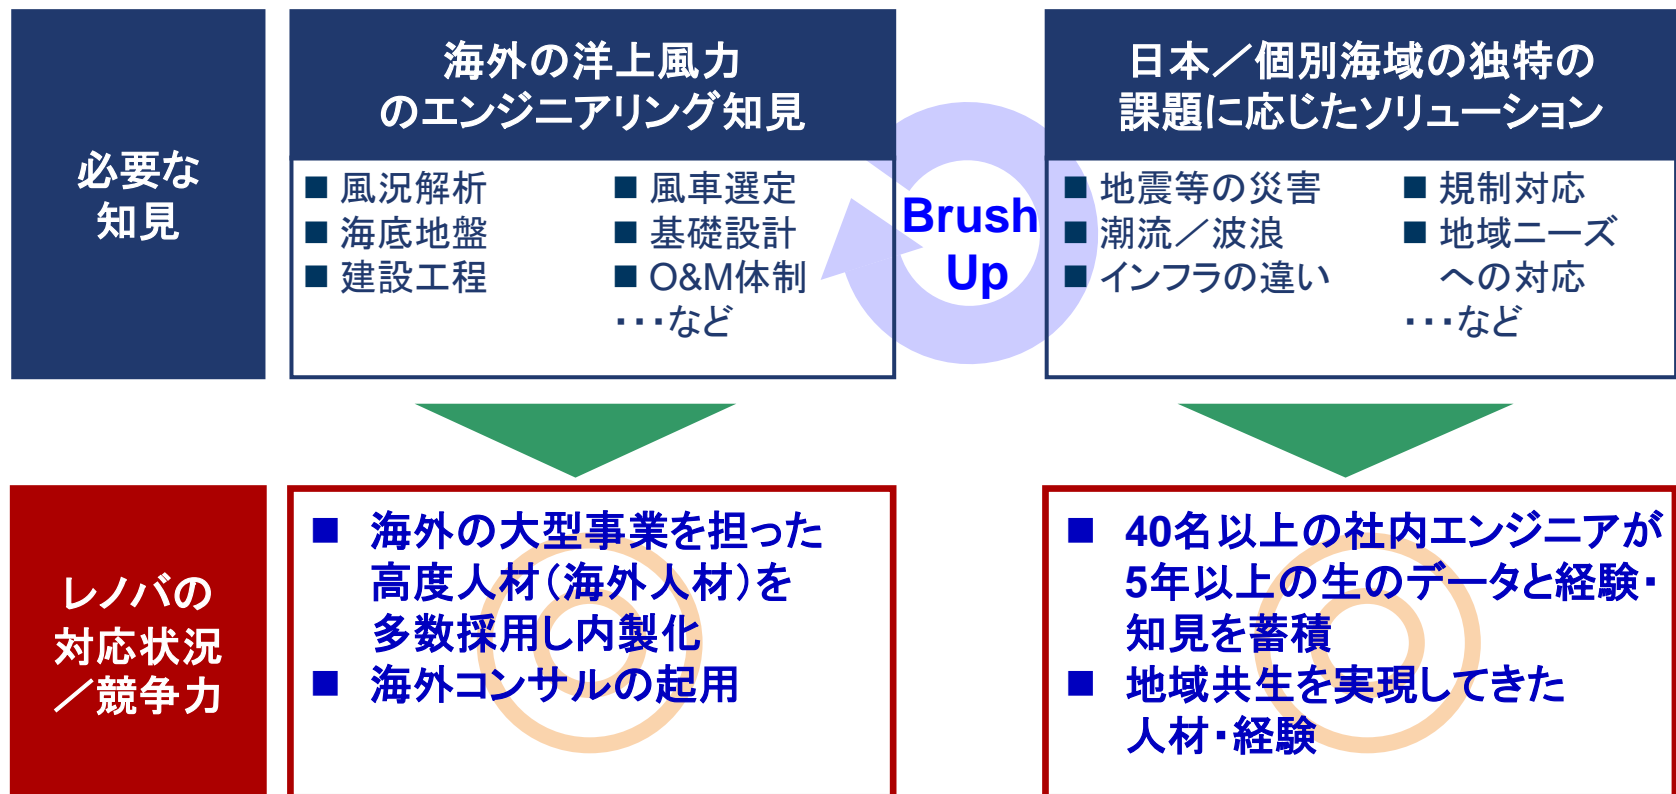 必要な
知見
海外の洋上風力
のエンジニアリング知見
■ 風況解析
■ 海底地盤
■ 建設工程
■ 風車選定
■ 基礎設計
■ O&M体制
・・・など
Brush
Up
日本／個別海域の独特の
課題に応じたソリューション
■ 地震等の災害
■ 潮流／波浪
■ インフラの違い
■ 規制対応
■ 地域ニーズ
への対応
・・・など
レノバの
対応状況
／競争力
■ 海外の大型事業を担った
高度人材（海外人材）を
多数採用し内製化
■ 海外コンサルの起用
■ 40名以上の社内エンジニアが
5年以上の生のデータと経験・
知見を蓄積
■ 地域共生を実現してきた
人材・経験